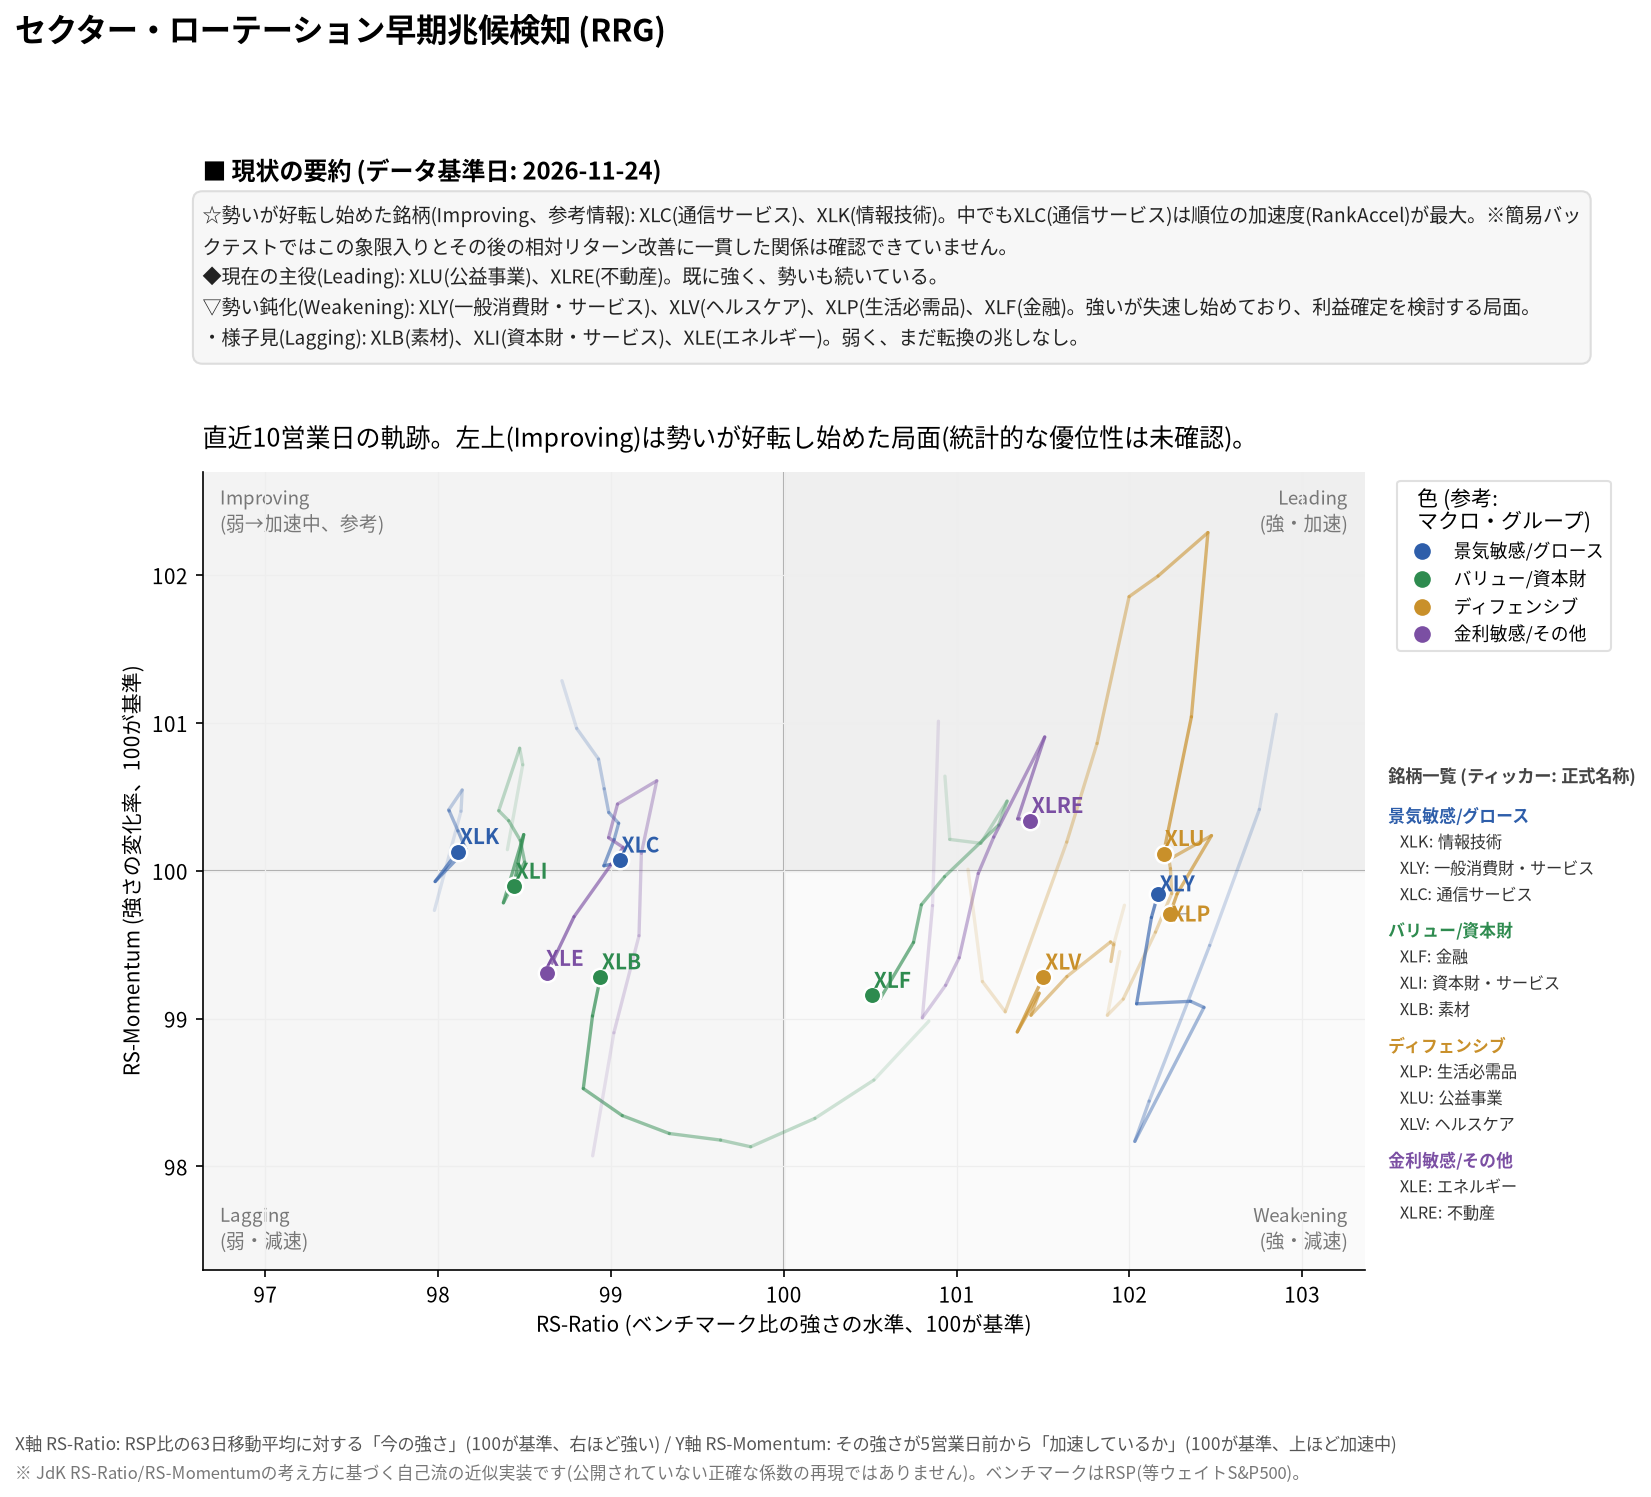 セクター・ローテーション早期兆候検知 (RRG)
■ 現状の要約 (データ基準日: 2026-11-24)
☆勢いが好転し始めた銘柄(Improving、参考情報): XLC(通信サービス)、XLK(情報技術)。中でもXLC(通信サービス)は順位の加速度(RankAccel)が最大。※簡易バッ
クテストではこの象限入りとその後の相対リターン改善に一貫した関係は確認できていません。
◆現在の主役(Leading): XLU(公益事業)、XLRE(不動産)。既に強く、勢いも続いている。
▽勢い鈍化(Weakening): XLY(一般消費財・サービス)、XLV(ヘルスケア)、XLP(生活必需品)、XLF(金融)。強いが失速し始めており、利益確定を検討する局面。
・様子見(Lagging): XLB(素材)、XLI(資本財・サービス)、XLE(エネルギー)。弱く、まだ転換の兆しなし。
直近10営業日の軌跡。左上(Improving)は勢いが好転し始めた局面(統計的な優位性は未確認)。
Improving
(弱→加速中、参考)
Leading
(強・加速)
色 (参考:
マクロ・グループ)
景気敏感/グロース
バリュー/資本財
ディフェンシブ
金利敏感/その他
102
101
100
99
98
RS-Momentum (強さの変化率、100が基準)
XLRE
XLK
XLC
XLU
XLI
XLY
XLP
XLE
XLB
XLV
XLF
Lagging
(弱・減速)
Weakening
(強・減速)
97
98
99
100
101
102
103
RS-Ratio (ベンチマーク比の強さの水準、100が基準)
銘柄一覧 (ティッカー: 正式名称)
景気敏感/グロース
XLK: 情報技術
XLY: 一般消費財・サービス
XLC: 通信サービス
バリュー/資本財
XLF: 金融
XLI: 資本財・サービス
XLB: 素材
ディフェンシブ
XLP: 生活必需品
XLU: 公益事業
XLV: ヘルスケア
金利敏感/その他
XLE: エネルギー
XLRE: 不動産
X軸 RS-Ratio: RSP比の63日移動平均に対する「今の強さ」(100が基準、右ほど強い) / Y軸 RS-Momentum: その強さが5営業日前から「加速しているか」(100が基準、上ほど加速中)
※ JdK RS-Ratio/RS-Momentumの考え方に基づく自己流の近似実装です(公開されていない正確な係数の再現ではありません)。ベンチマークはRSP(等ウェイトS&P500)。